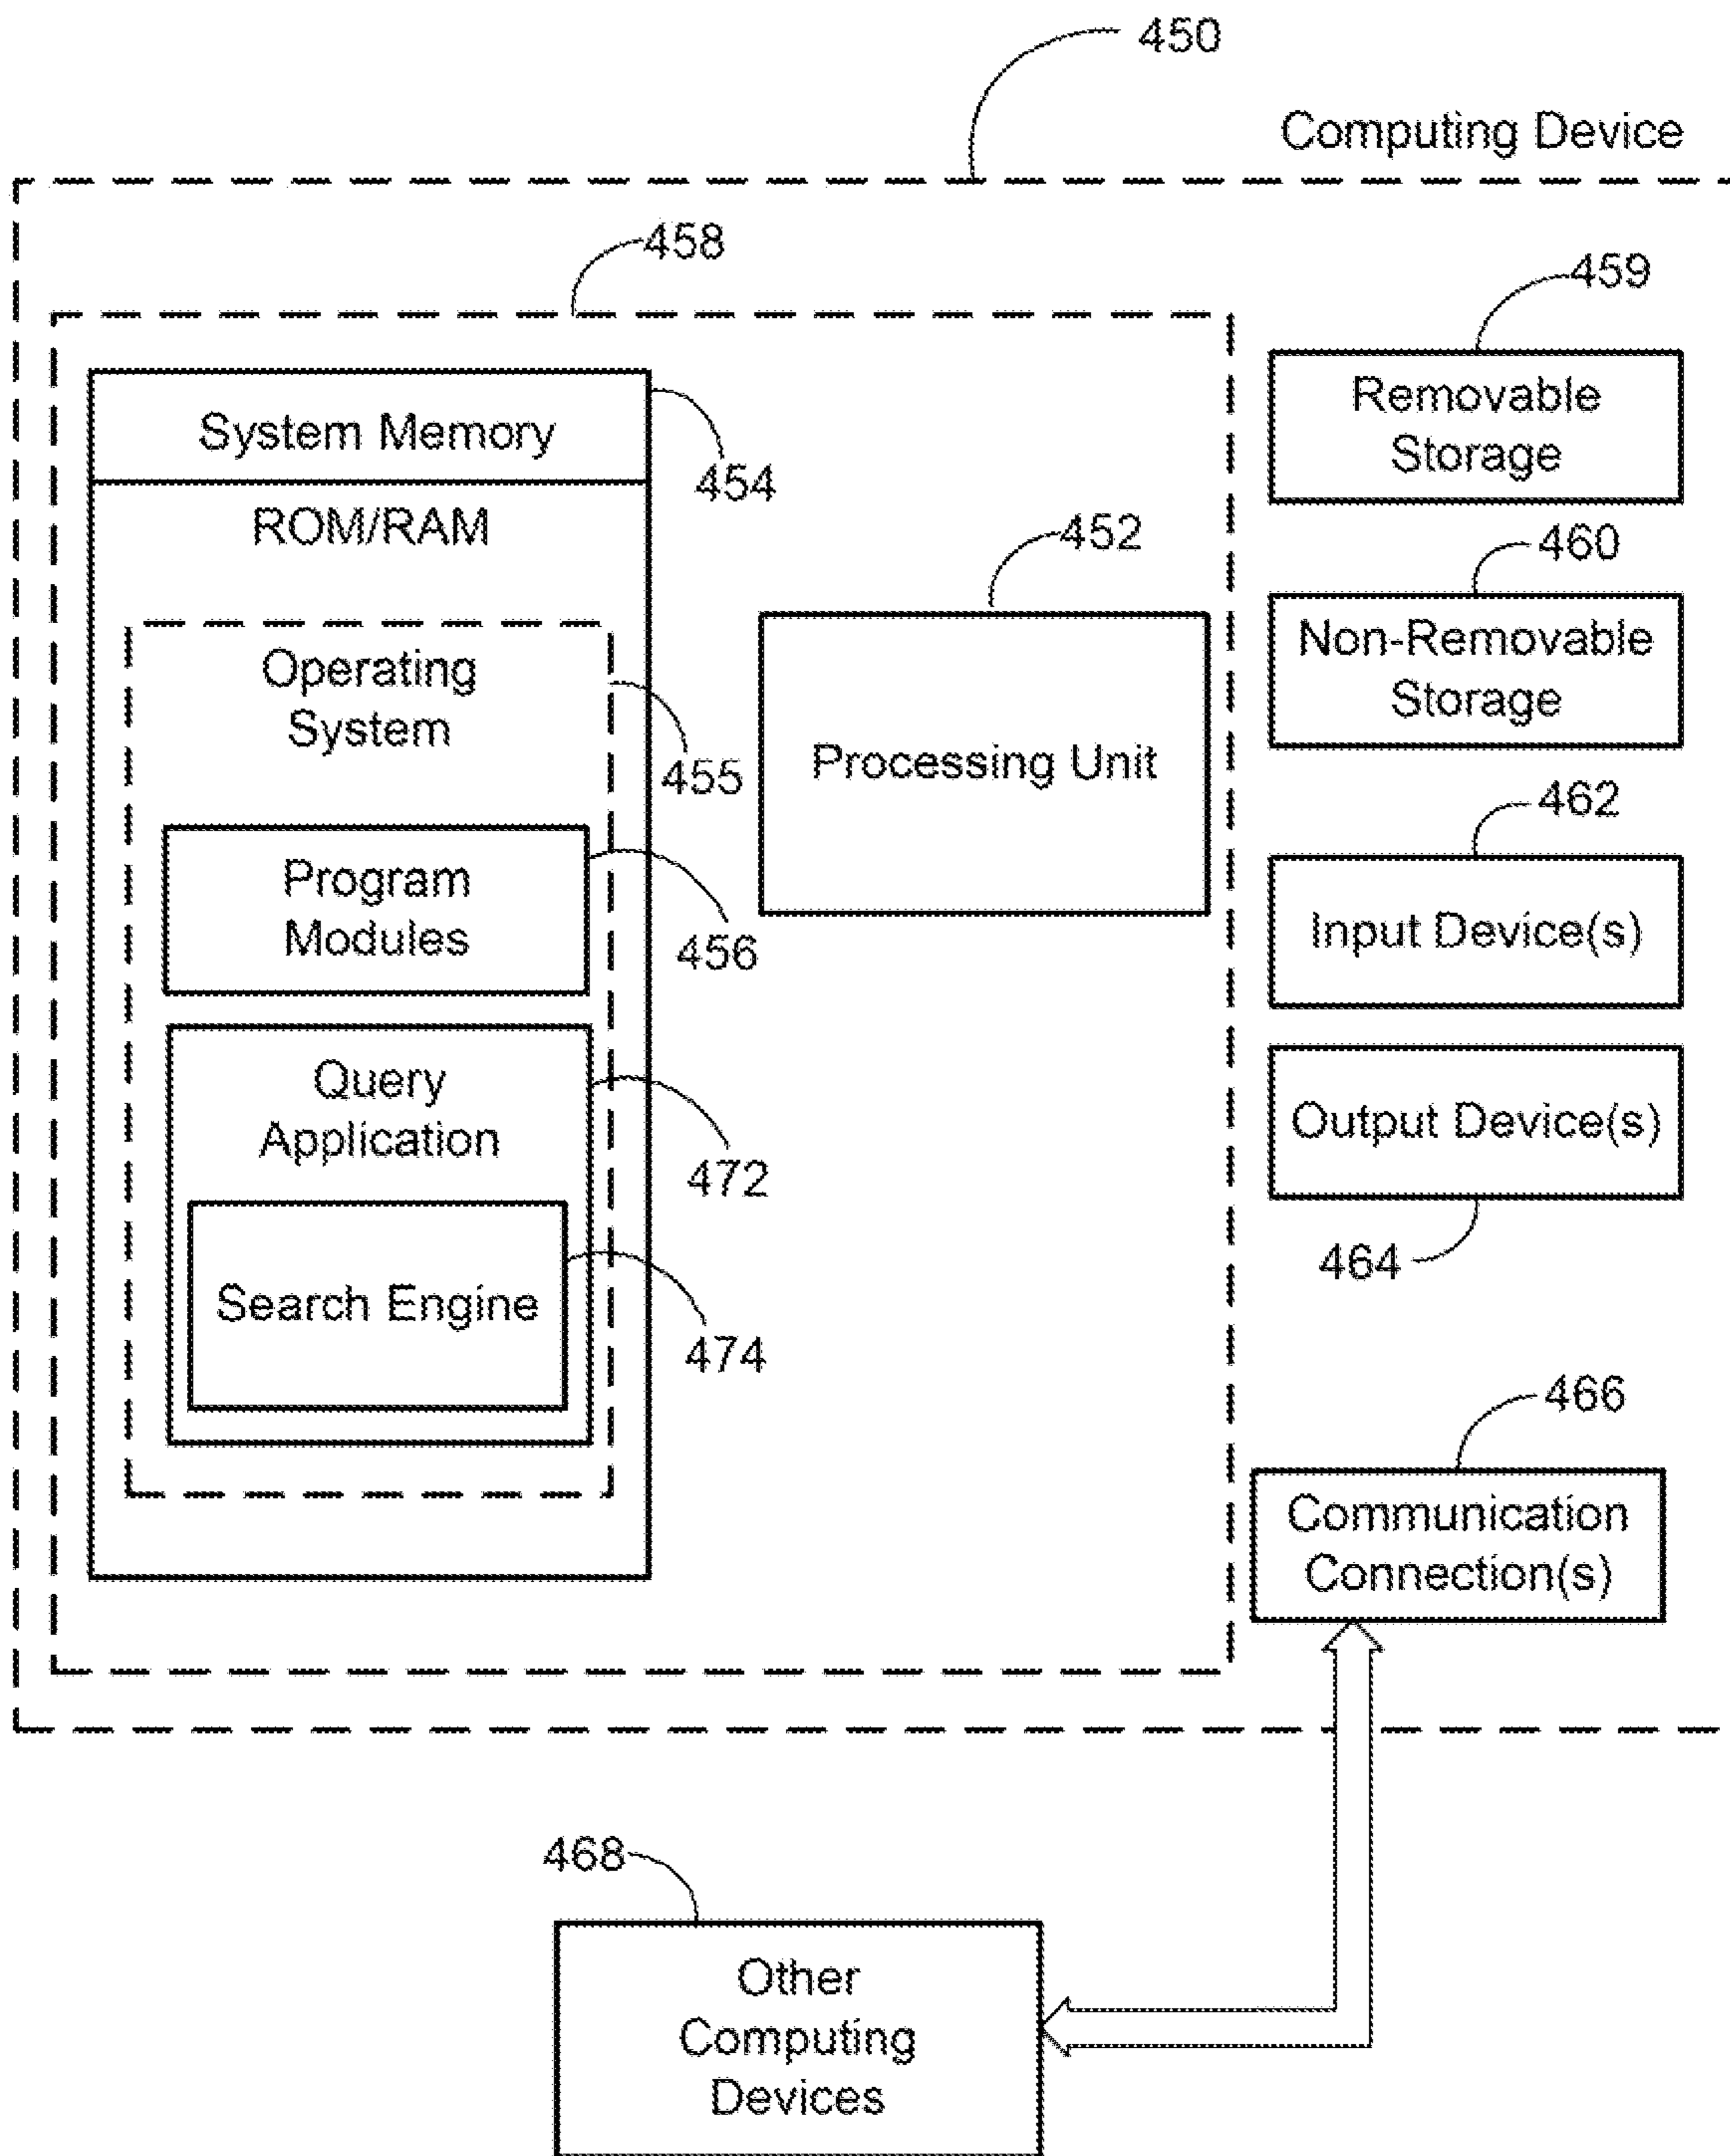 450
Computing Device
458
459
Removable
Storage
System Memory
454
ROM/RAM
452
460
Non-Removable
Storage
Operating
System
455
Processing Unit
462
Program
Modules
456
Input Device(s)
Query
Application
472
Output Device(s)
464
Search Engine
474
466
Communication
Connection(s)
468
Other
Computing
Devices